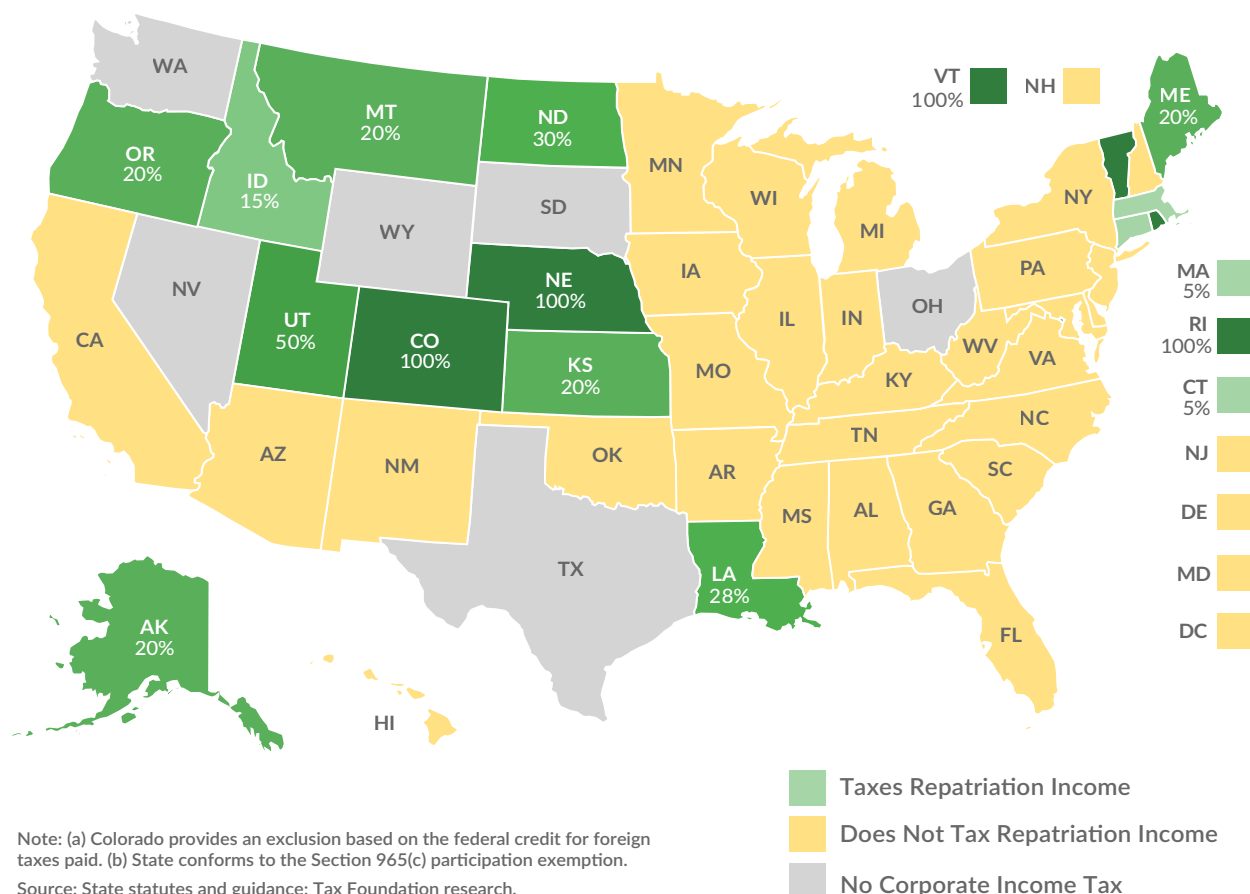 WA
VT
100%
NH
ME
20%
MT
20%
ND
30%
OR
20%
ID
15%
MN
WI
MI
NY
SD
WY
IA
PA
MA
5%
NV
NE
100%
IL
IN
OH
RI
100%
UT
50%
CO
100%
CA
KS
20%
MO
WV
VA
KY
CT
5%
NC
TN
AZ
NM
OK
AR
SC
NJ
MS
AL
GA
DE
TX
LA
28%
MD
AK
20%
FL
DC
HI
Taxes Repatriation Income
Does Not Tax Repatriation Income
No Corporate Income Tax
Note: (a) Colorado provides an exclusion based on the federal credit for foreign
taxes paid. (b) State conforms to the Section 965(c) participation exemption.
Source: State statutes and guidance; Tax Foundation research.